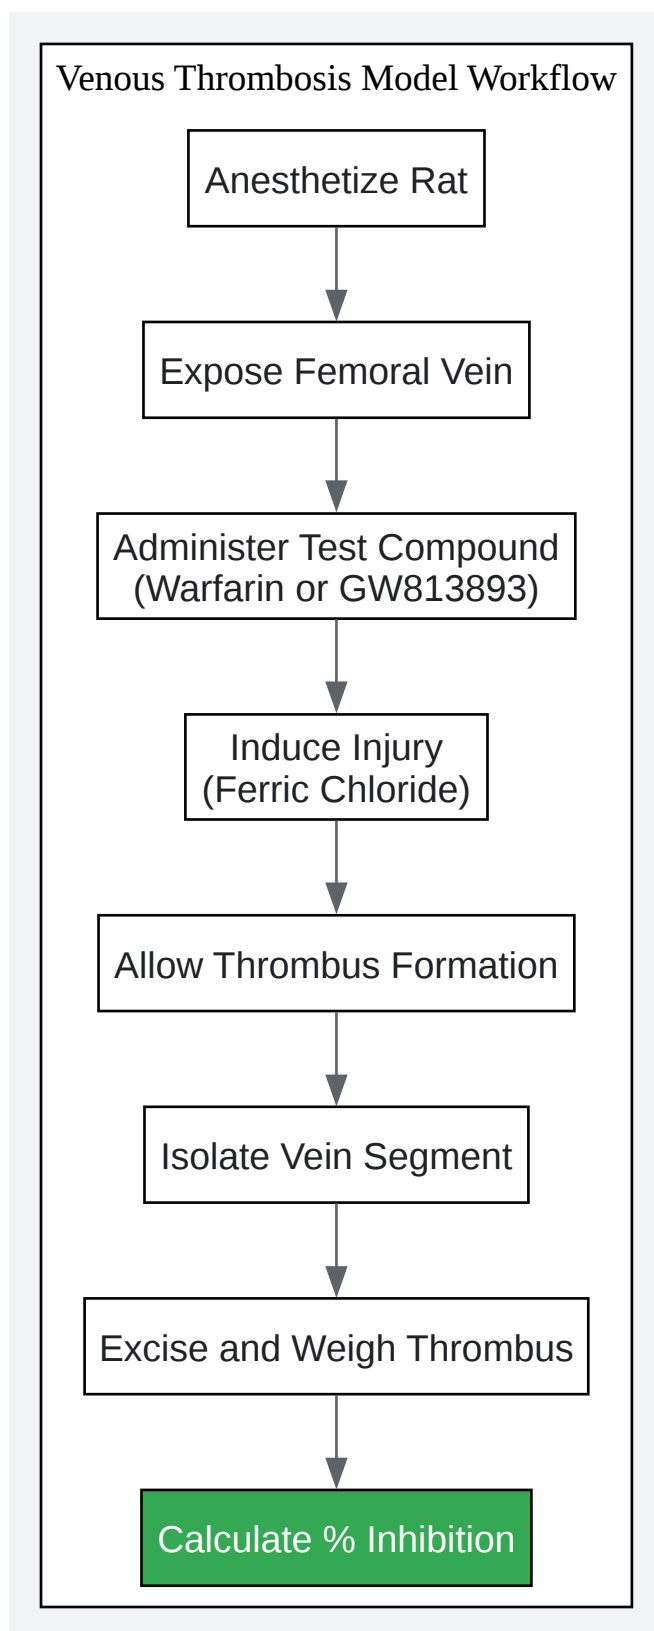 Venous Thrombosis Model Workflow
Anesthetize Rat
Expose Femoral Vein
Administer Test Compound
(Warfarin or GW813893)
Induce Injury
(Ferric Chloride)
Allow Thrombus Formation
Isolate Vein Segment
Excise and Weigh Thrombus
Calculate % Inhibition